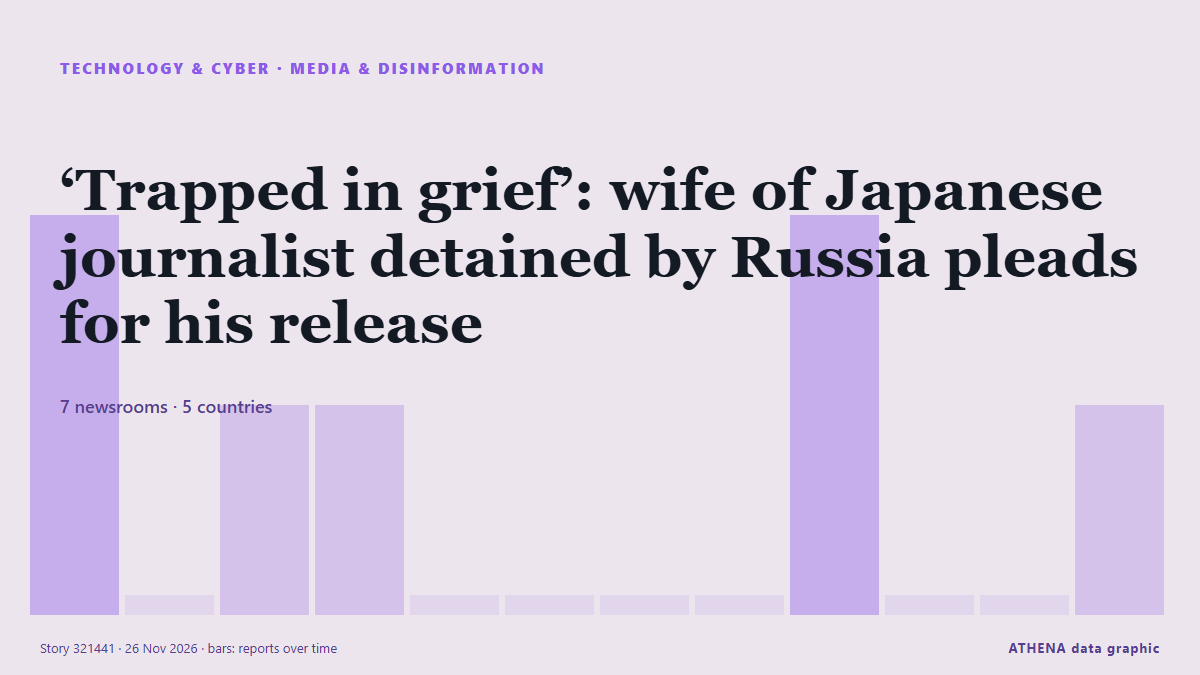 TECHNOLOGY & CYBER · MEDIA & DISINFORMATION
‘Trapped in grief’: wife of Japanese
journalist detained by Russia pleads
for his release
7 newsrooms · 5 countries
Story 321441 · 26 Nov 2026 · bars: reports over time
ATHENA data graphic